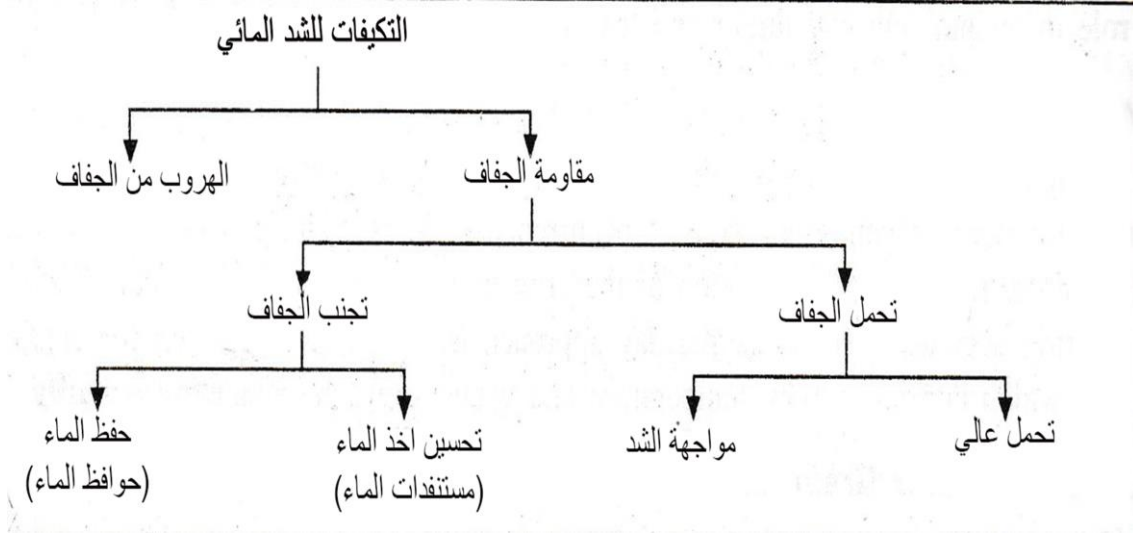 التكيفات للشد المائي
مقاومة الجفاف
الهروب من الجفاف
تحمل الجفاف
تجنب الجفاف
تحمل عالي
مواجهة الشد
تحسين اخذ الماء
(مستنفدات الماء)
حفظ الماء
(حوافظ الماء)